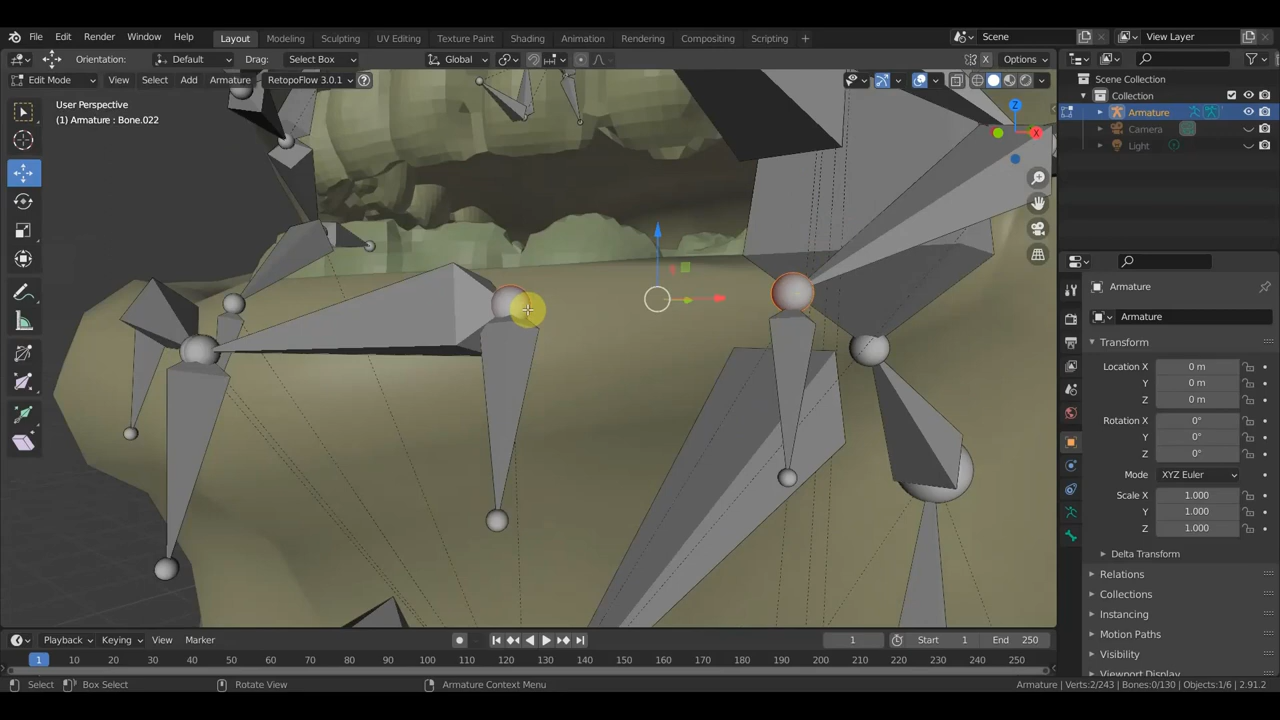 File Edit Render Window Help Layout Modeling Sculpting UV Editing Texture Paint Shading Animation Rendering Compositing Scripting + Scene View Layer
Orientation: Default Drag: Select Box Global Options
Edit Mode View Select Add Armature RetopoFlow 3.0.1
User Perspective
(1) Armature : Bone.022
Z
X
Scene Collection
Collection
Armature
Camera
Light
Armature
Armature
Transform
Location X 0 m
Y 0 m
Z 0 m
Rotation X 0°
Y 0°
Z 0°
Mode XYZ Euler
Scale X 1.000
Y 1.000
Z 1.000
Delta Transform
Relations
Collections
Instancing
Motion Paths
Visibility
Viewport Display
Playback Keying View Marker 1 Start 1 End 250
1 10 20 30 40 50 60 70 80 90 100 110 120 130 140 150 160 170 180 190 200 210 220 230 240 250
Select Box Select Rotate View Armature Context Menu Armature | Verts:2/243 | Bones:0/130 | Objects:1/6 | 2.91.2